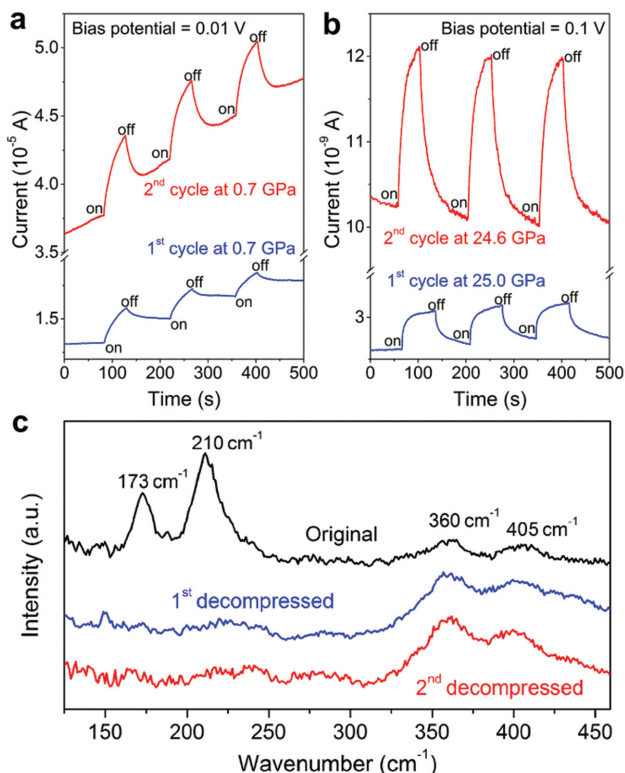 a
Bias potential = 0.01 V
Current (10⁻⁵ A)
5.0
4.5
4.0
3.5
1.5
on
off
on
off
on
off
2ⁿᵈ cycle at 0.7 GPa
1ˢᵗ cycle at 0.7 GPa
on
off
on
off
on
off
0 100 200 300 400 500
Time (s)
b
Bias potential = 0.1 V
Current (10⁻⁹ A)
12
10
3
on
off
on
off
on
off
2ⁿᵈ cycle at 24.6 GPa
1ˢᵗ cycle at 25.0 GPa
on
off
on
off
on
off
0 100 200 300 400 500
Time (s)
c
Intensity (a.u.)
173 cm⁻¹
210 cm⁻¹
360 cm⁻¹
405 cm⁻¹
Original
1ˢᵗ decompressed
2ⁿᵈ decompressed
150 200 250 300 350 400 450
Wavenumber (cm⁻¹)